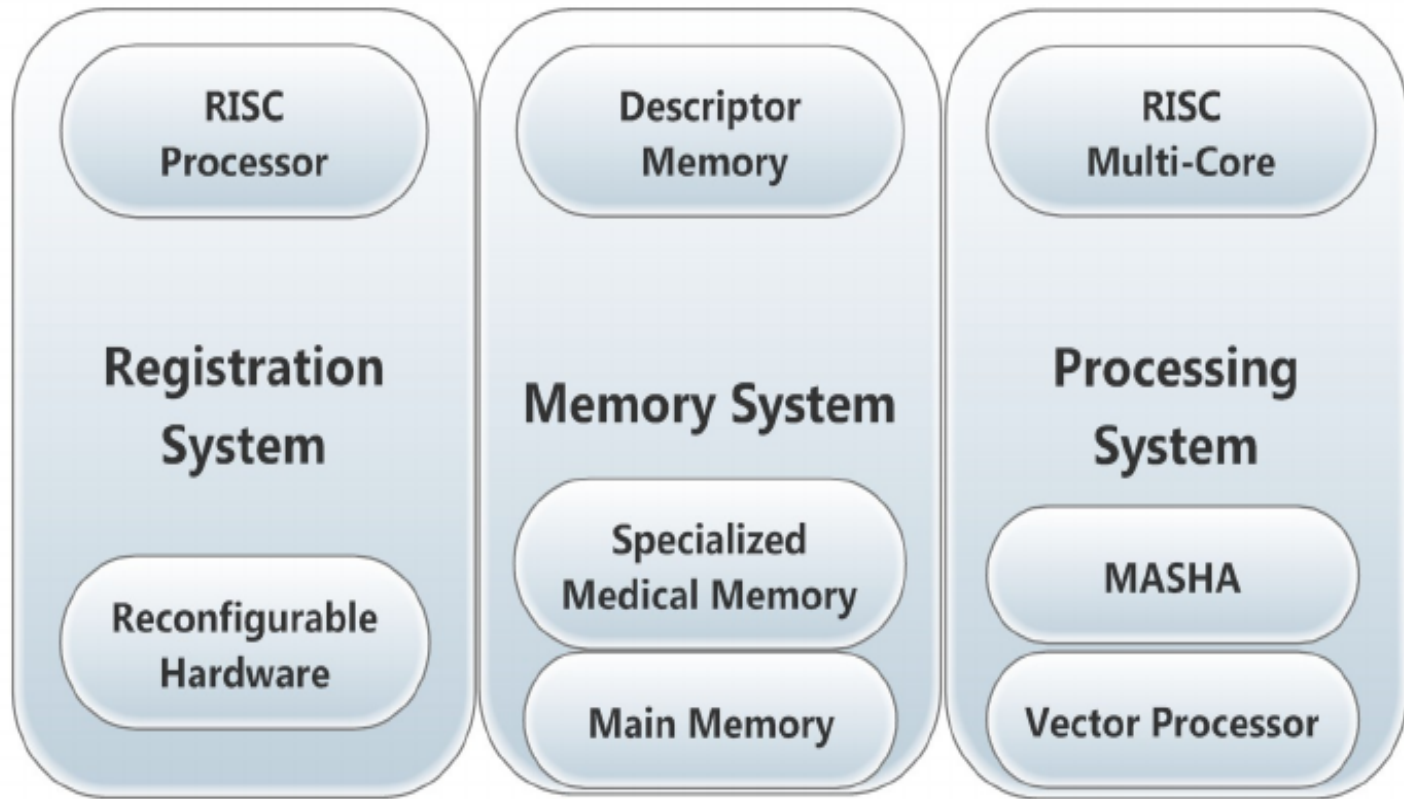 RISC
Processor
Registration
System
Reconfigurable
Hardware
Descriptor
Memory
Memory System
Specialized
Medical Memory
Main Memory
RISC
Multi-Core
Processing
System
MASHA
Vector Processor